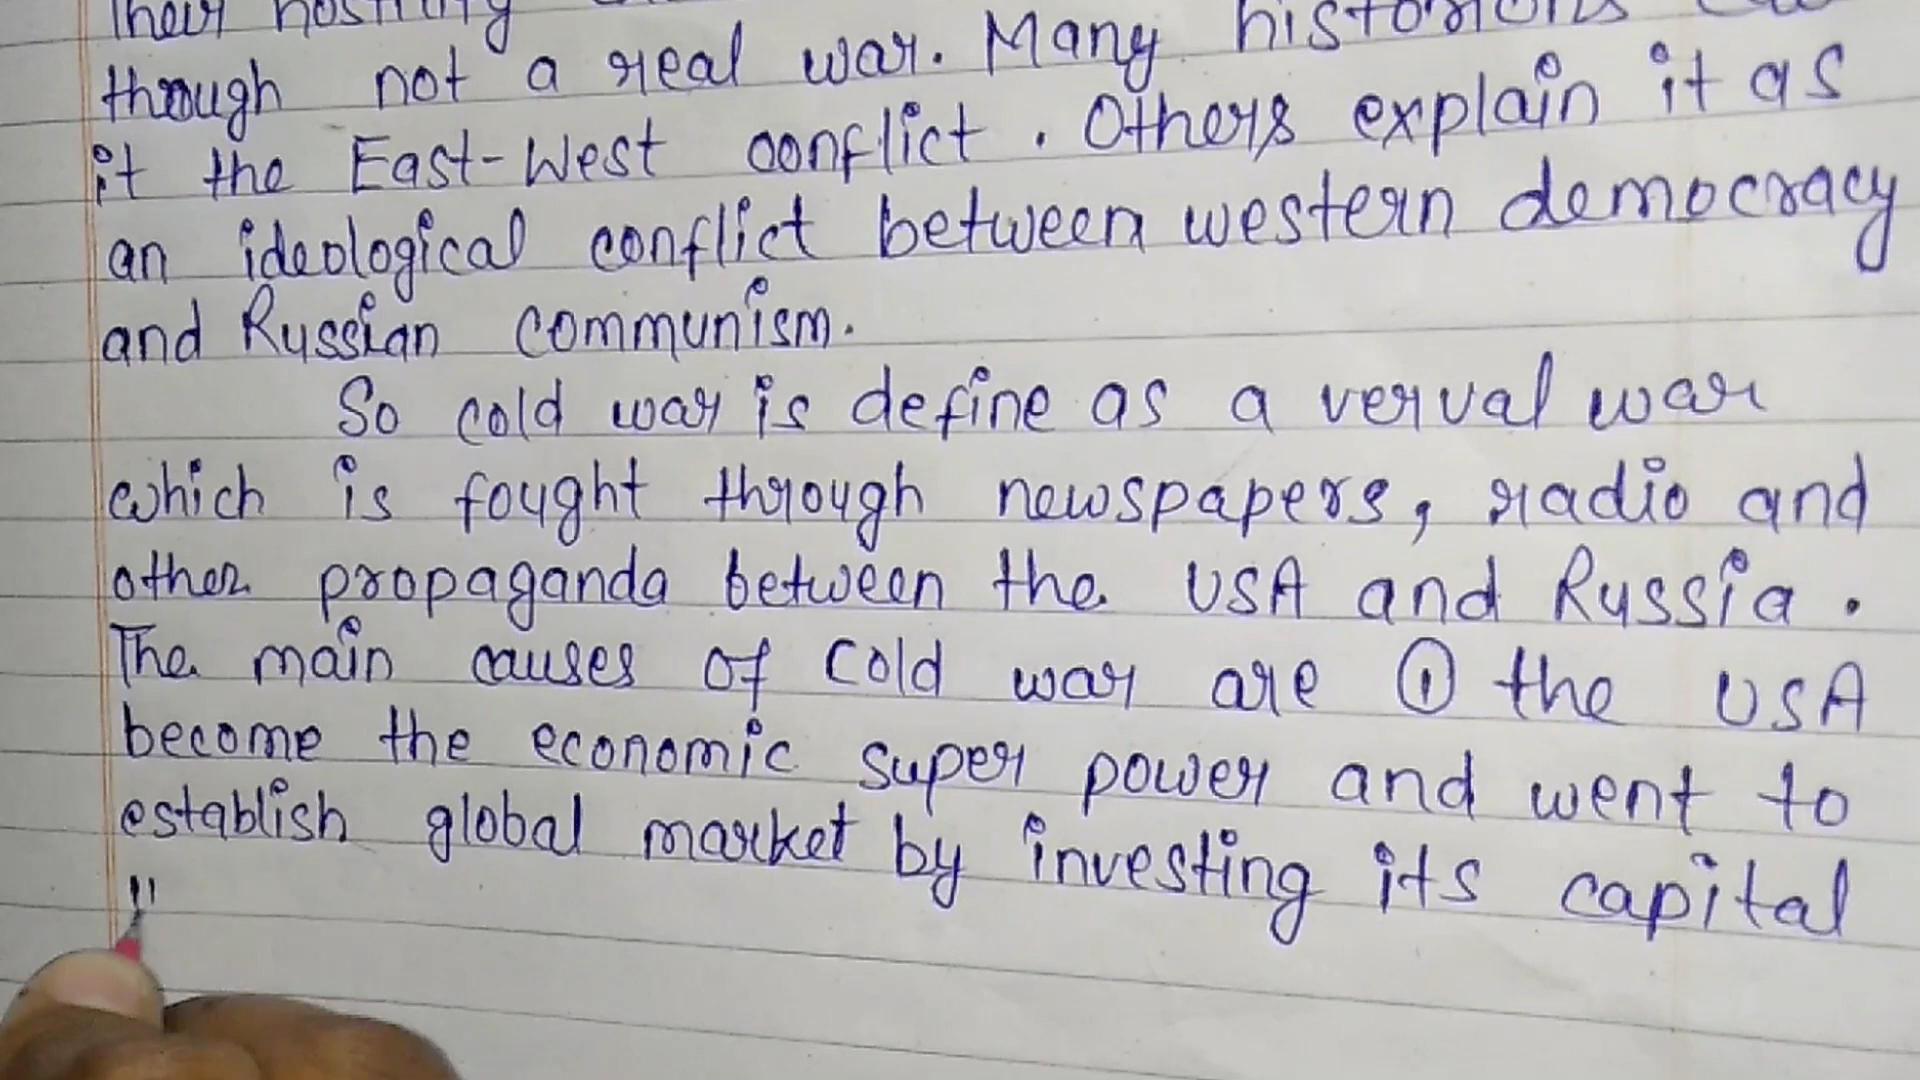 Their hostility
through not a real war. Many historians
it the East-West conflict. Others explain it as
an ideological conflict between western democracy
and Russian communism.
So cold war is define as a verval war
which is fought through newspapers, radio and
other propaganda between the USA and Russia.
The main causes of cold war are ① the USA
become the economic super power and went to
establish global market by investing its capital